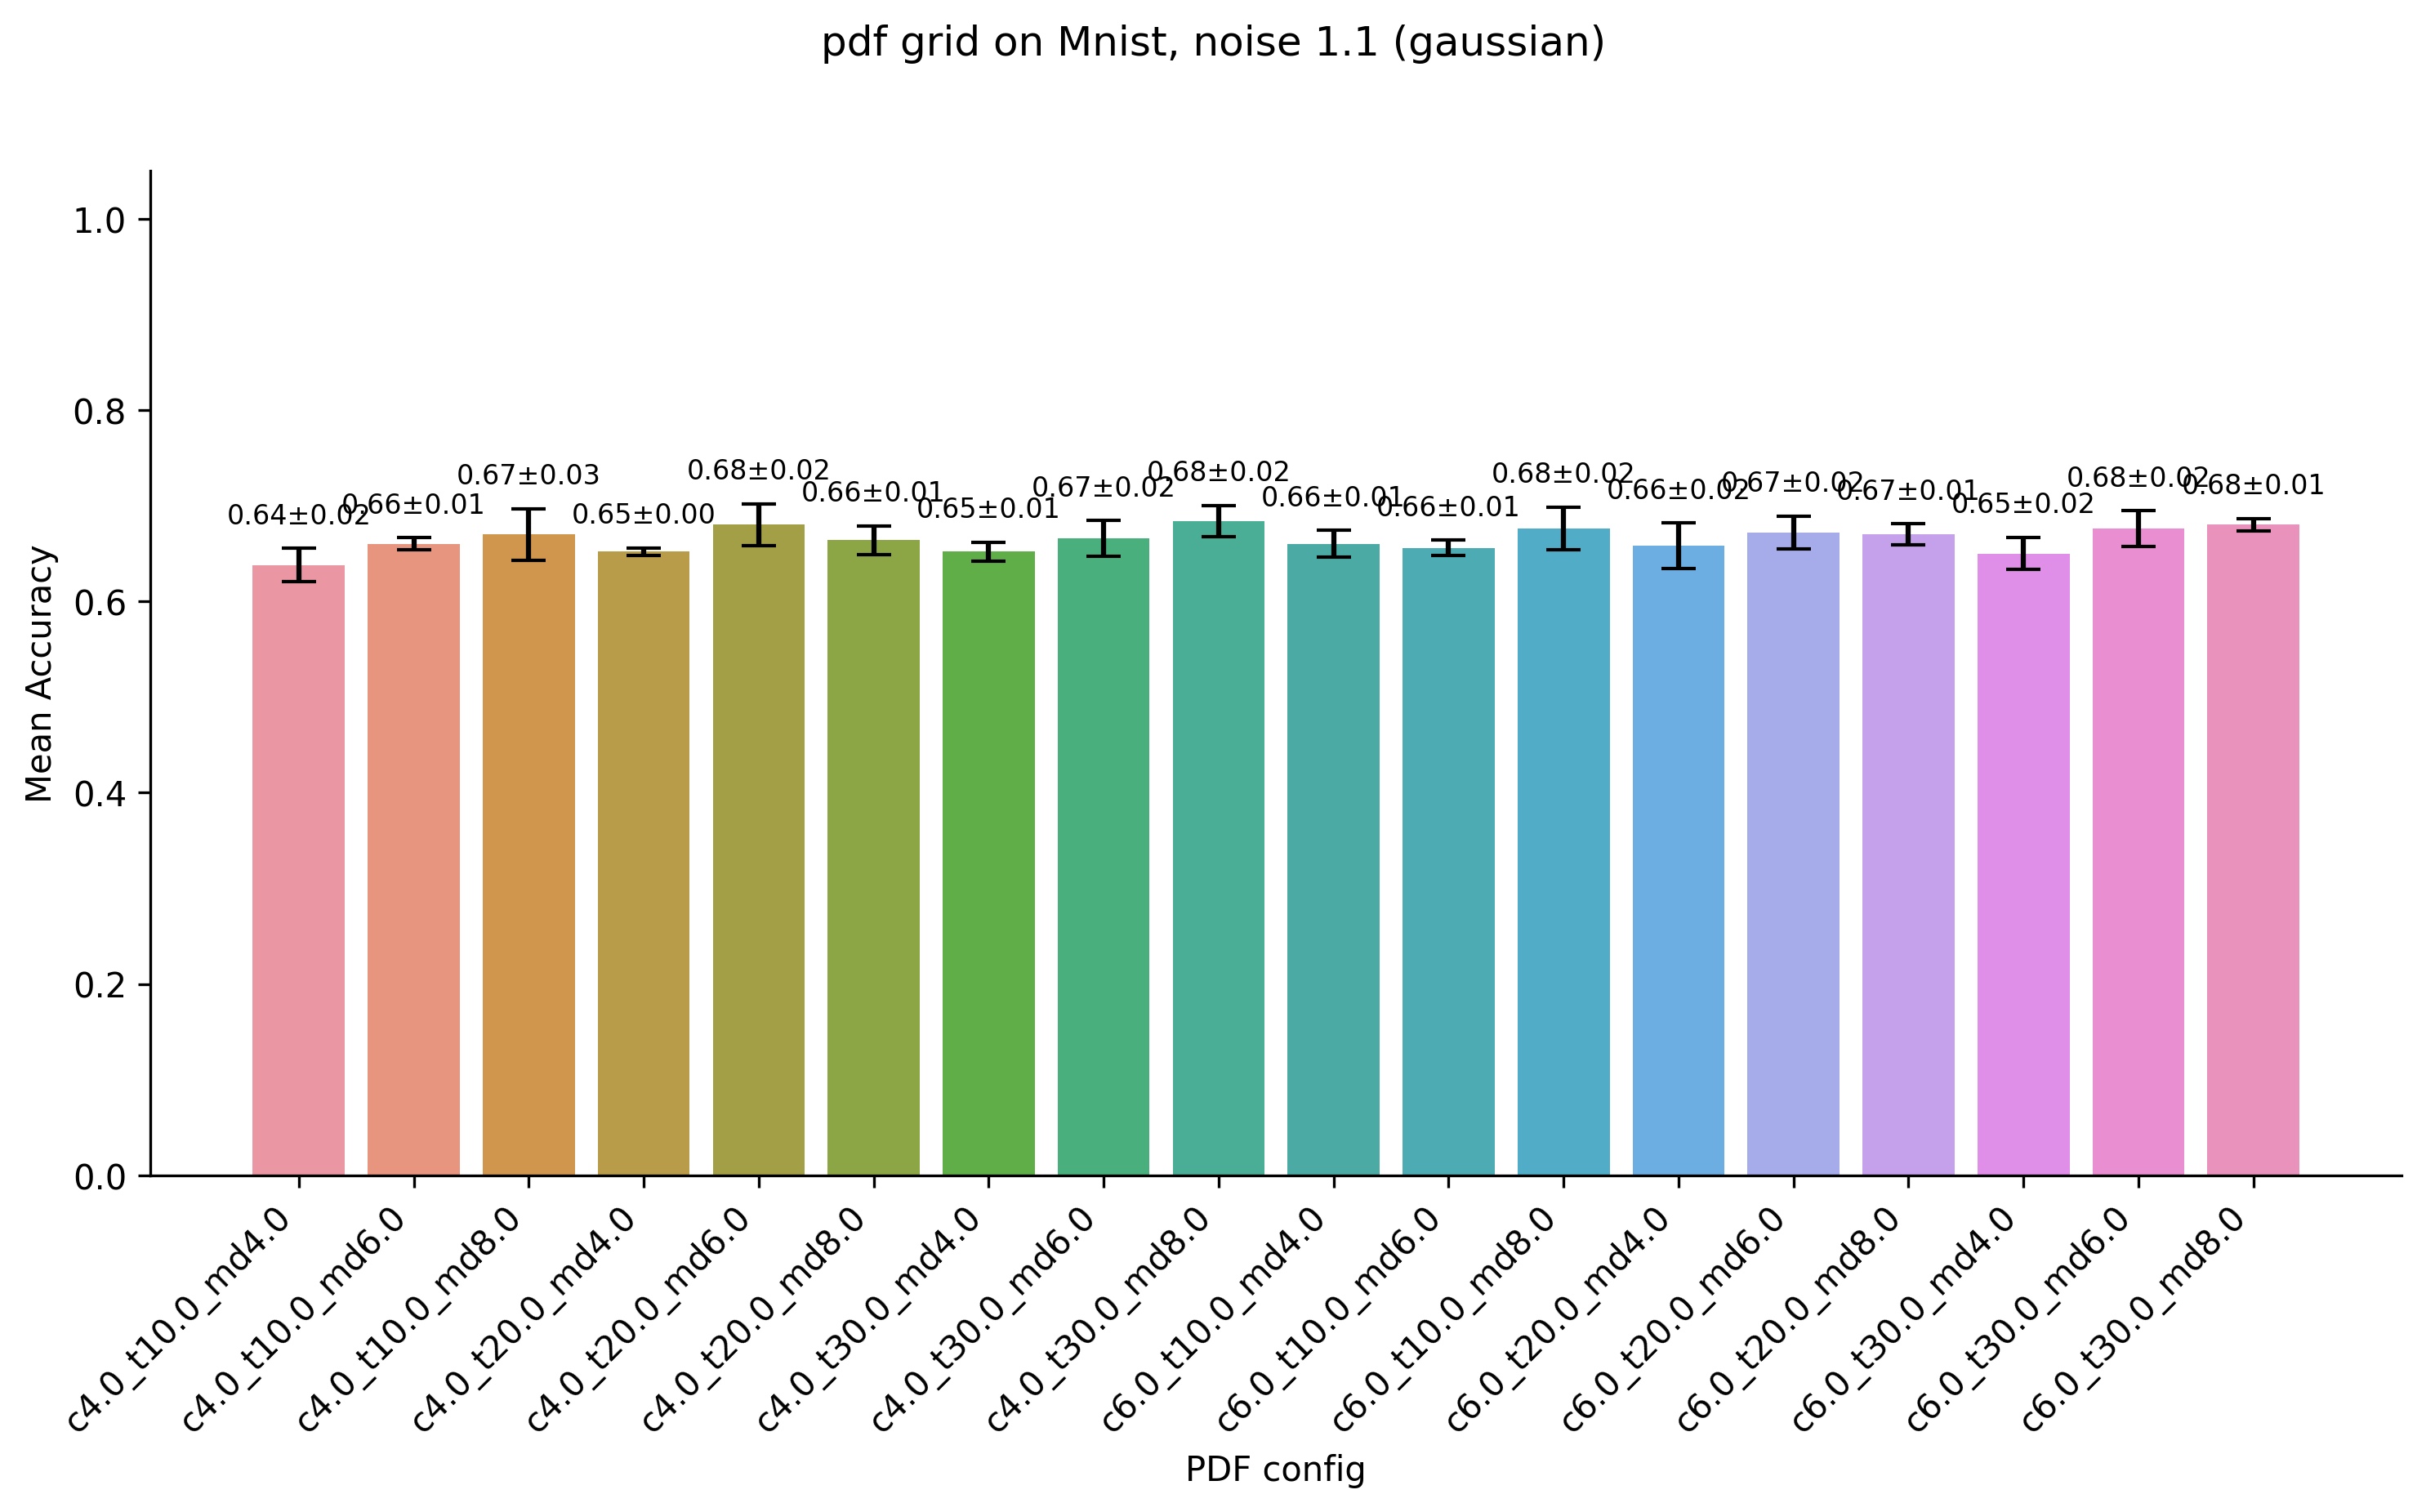 pdf grid on Mnist, noise 1.1 (gaussian)
Mean Accuracy
1.0
0.8
0.6
0.4
0.2
0.0
0.64±0.02
0.66±0.01
0.67±0.03
0.65±0.00
0.68±0.02
0.66±0.01
0.65±0.01
0.67±0.02
0.68±0.02
0.66±0.01
0.66±0.01
0.68±0.02
0.66±0.02
0.67±0.02
0.67±0.01
0.65±0.02
0.68±0.02
0.68±0.01
c4.0_t10.0_md4.0
c4.0_t10.0_md6.0
c4.0_t10.0_md8.0
c4.0_t20.0_md4.0
c4.0_t20.0_md6.0
c4.0_t20.0_md8.0
c4.0_t30.0_md4.0
c4.0_t30.0_md6.0
c4.0_t30.0_md8.0
c6.0_t10.0_md4.0
c6.0_t10.0_md6.0
c6.0_t10.0_md8.0
c6.0_t20.0_md4.0
c6.0_t20.0_md6.0
c6.0_t20.0_md8.0
c6.0_t30.0_md4.0
c6.0_t30.0_md6.0
c6.0_t30.0_md8.0
PDF config